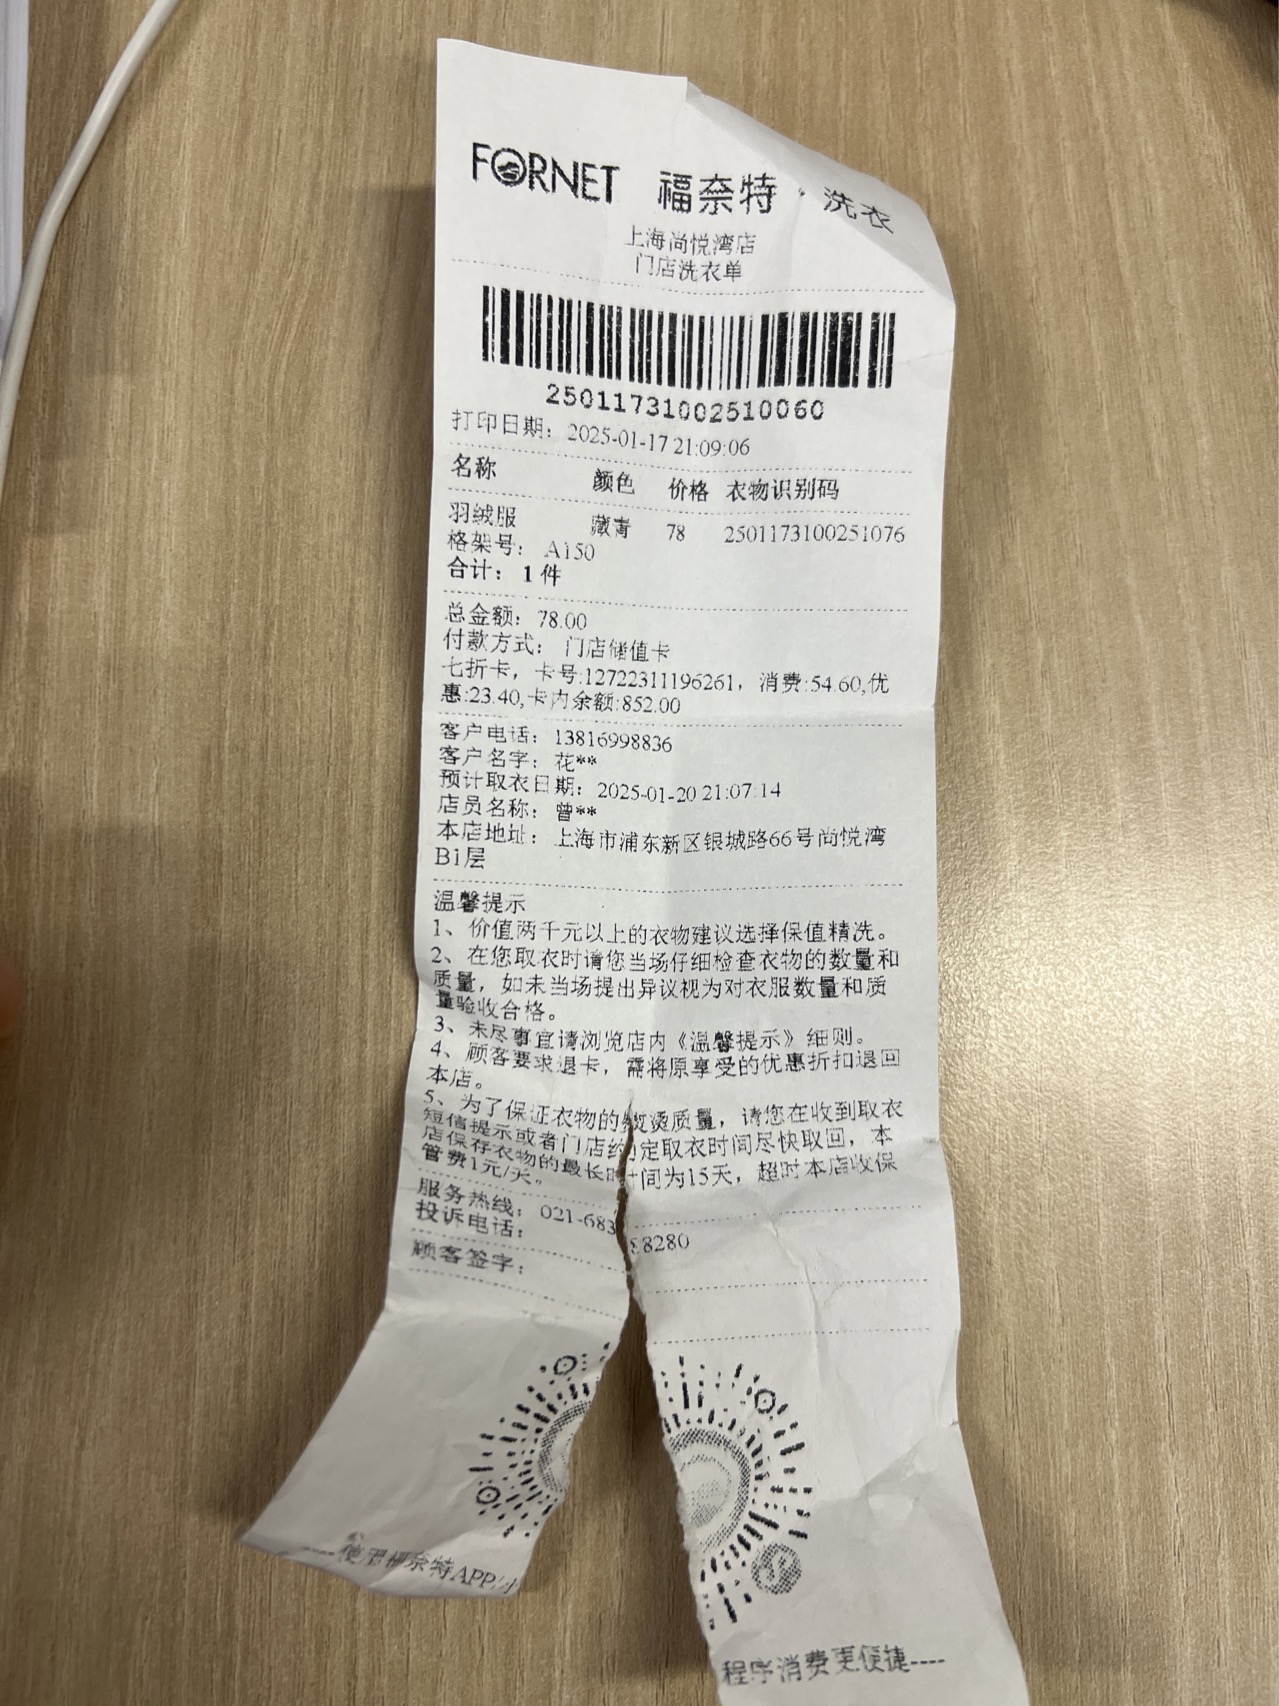 FORNET 福奈特·洗衣
上海尚悦湾店
门店洗衣单
25011731002510060
打印日期：2025-01-17 21:09:06
名称 颜色 价格 衣物识别码
羽绒服 藏青 78 2501173100251076
格架号：A150
合计：1件
总金额：78.00
付款方式：门店储值卡
七折卡，卡号:12722311196261，消费:54.60,优
惠:23.40,卡内余额:852.00
客户电话：13816998836
客户名字：花**
预计取衣日期：2025-01-20 21:07:14
店员名称：曾**
本店地址：上海市浦东新区银城路66号尚悦湾
B1层
温馨提示
1、价值两千元以上的衣物建议选择保值精洗。
2、在您取衣时请您当场仔细检查衣物的数量和
质量，如未当场提出异议视为对衣服数量和质
量验收合格。
3、未尽事宜请浏览店内《温馨提示》细则。
4、顾客要求退卡，需将原享受的优惠折扣退回
本店。
5、为了保证衣物的熨烫质量，请您在收到取衣
短信提示或者门店约定取衣时间尽快取回，本
店保存衣物的最长时间为15天，超时本店收保
管费1元/天。
服务热线：021-683 8280
投诉电话：
顾客签字：
----使用福奈特APP/小程序消费更便捷----